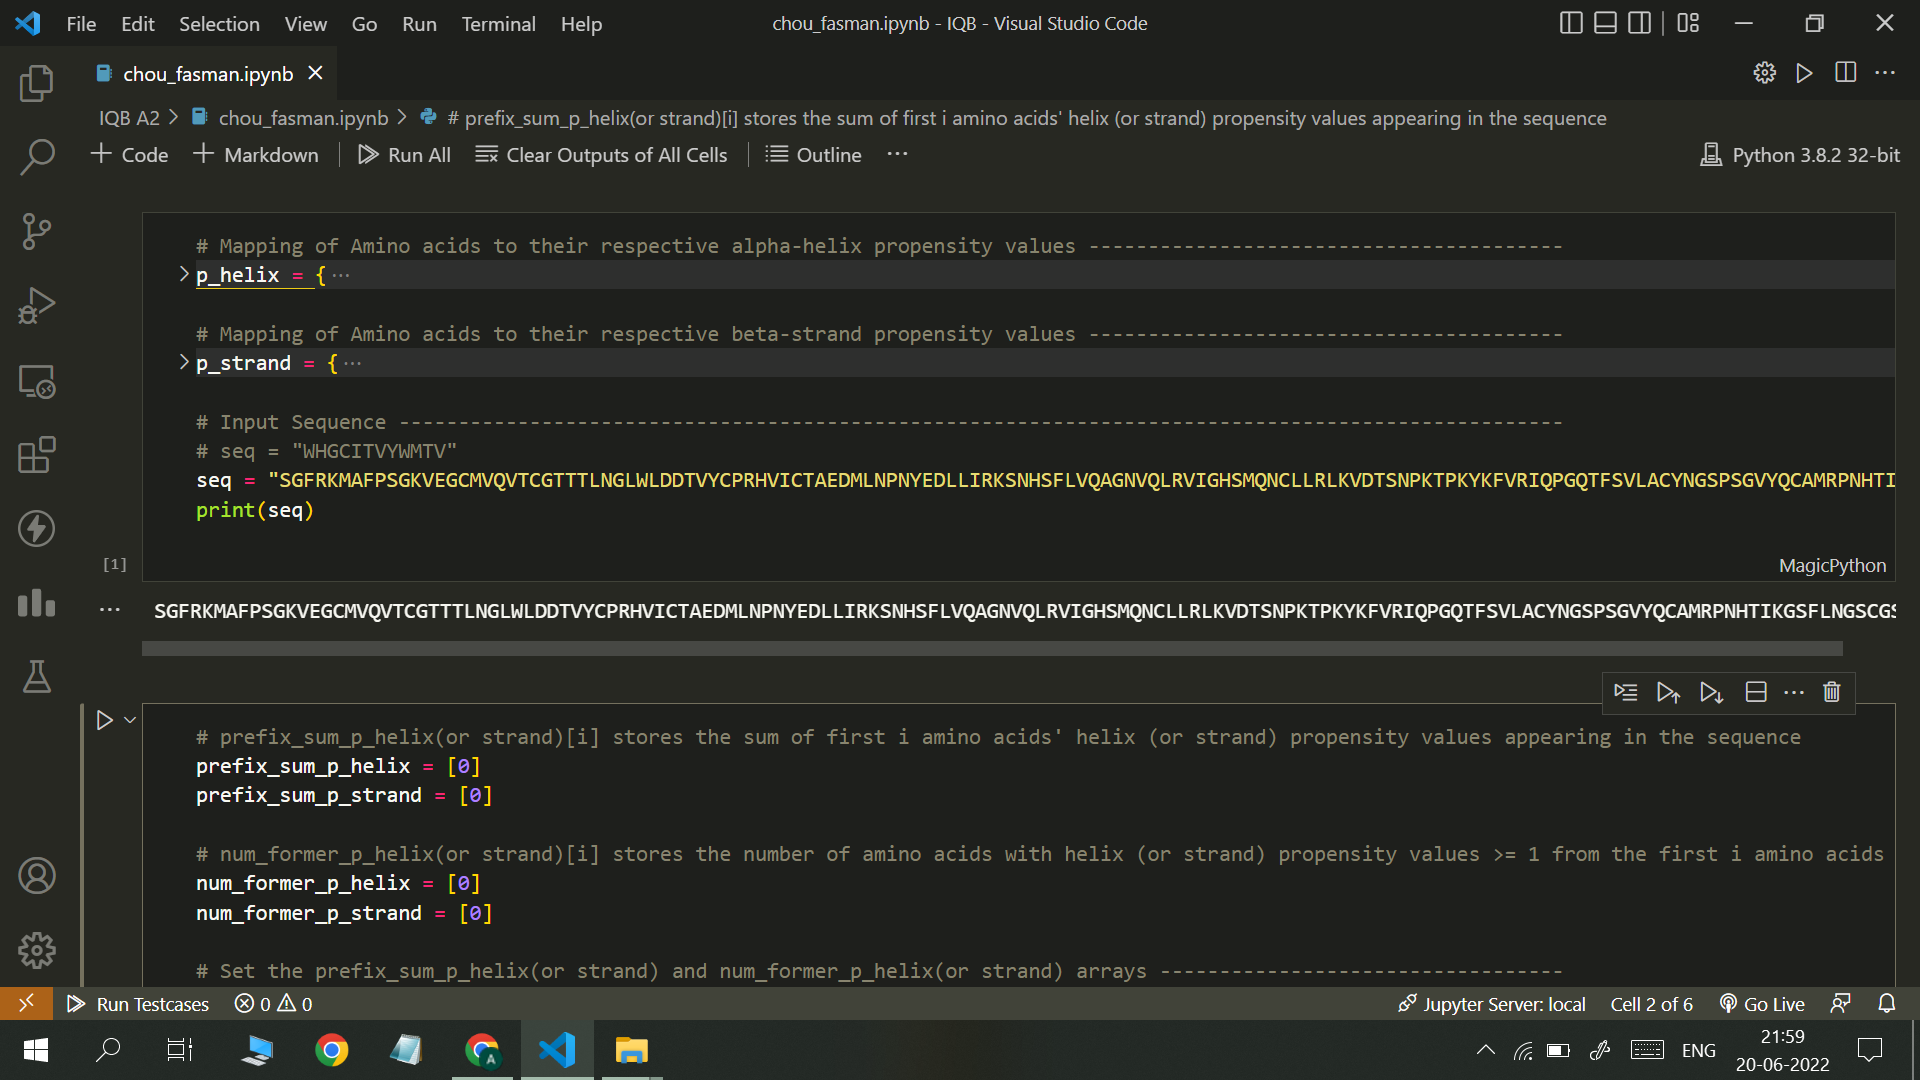 File Edit Selection View Go Run Terminal Help
chou_fasman.ipynb - IQB - Visual Studio Code
chou_fasman.ipynb
IQB A2 > chou_fasman.ipynb > # prefix_sum_p_helix(or strand)[i] stores the sum of first i amino acids' helix (or strand) propensity values appearing in the sequence
+ Code + Markdown Run All Clear Outputs of All Cells Outline ... Python 3.8.2 32-bit
# Mapping of Amino acids to their respective alpha-helix propensity values ----------------------------------------
p_helix = {...
# Mapping of Amino acids to their respective beta-strand propensity values ----------------------------------------
p_strand = {...
# Input Sequence --------------------------------------------------------------------------------------------------
# seq = "WHGCITVYWMTV"
seq = "SGFRKMAFPSGKVEGCMVQVTCGTTTLNGLWLDDTVYCPRHVICTAEDMLNPNYEDLLIRKSNHSFLVQAGNVQLRVIGHSMQNCLLRLKVDTSNPKTPKYKFVRIQPGQTFSVLACYNGSPSGVYQCAMRPNHTI
print(seq)
[1]
MagicPython
... SGFRKMAFPSGKVEGCMVQVTCGTTTLNGLWLDDTVYCPRHVICTAEDMLNPNYEDLLIRKSNHSFLVQAGNVQLRVIGHSMQNCLLRLKVDTSNPKTPKYKFVRIQPGQTFSVLACYNGSPSGVYQCAMRPNHTIKGSFLNGSCGS
# prefix_sum_p_helix(or strand)[i] stores the sum of first i amino acids' helix (or strand) propensity values appearing in the sequence
prefix_sum_p_helix = [0]
prefix_sum_p_strand = [0]
# num_former_p_helix(or strand)[i] stores the number of amino acids with helix (or strand) propensity values >= 1 from the first i amino acids
num_former_p_helix = [0]
num_former_p_strand = [0]
# Set the prefix_sum_p_helix(or strand) and num_former_p_helix(or strand) arrays ----------------------------------
Run Testcases 0 0 Jupyter Server: local Cell 2 of 6 Go Live
A
ENG
21:59
20-06-2022